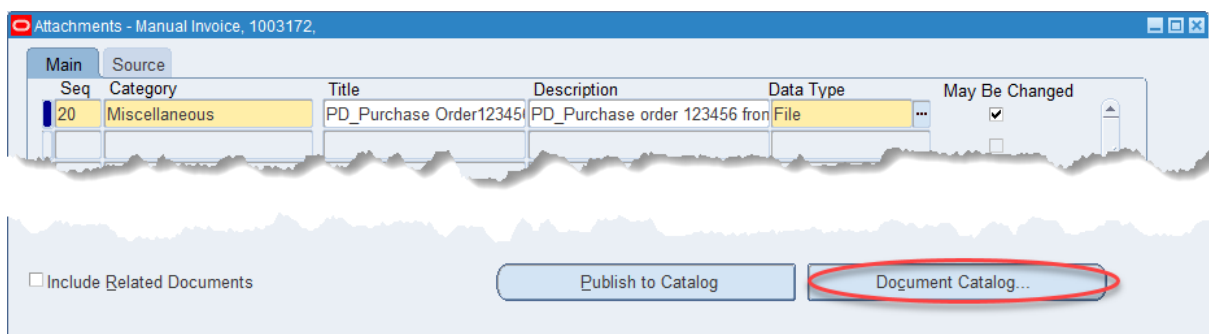 Attachments - Manual Invoice, 1003172,
Main Source
Seq Category Title Description Data Type May Be Changed
20 Miscellaneous PD_Purchase Order12345 PD_Purchase order 123456 fron File ...
Include Related Documents Publish to Catalog Document Catalog...